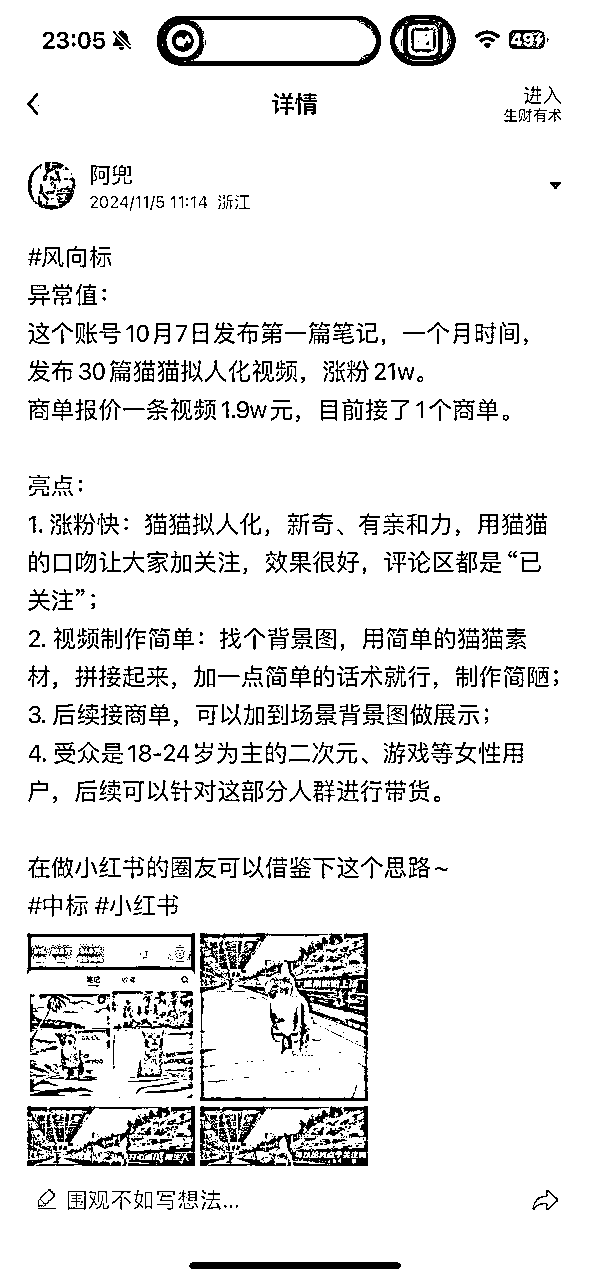 23:05
49
详情
进入
生财有术
阿兜
2024/11/5 11:14 浙江
#风向标
异常值：
这个账号10月7日发布第一篇笔记，一个月时间，
发布30篇猫猫拟人化视频，涨粉21w。
商单报价一条视频1.9w元，目前接了1个商单。
亮点：
1. 涨粉快：猫猫拟人化，新奇、有亲和力，用猫猫
的口吻让大家加关注，效果很好，评论区都是“已
关注”；
2. 视频制作简单：找个背景图，用简单的猫猫素
材，拼接起来，加一点简单的话术就行，制作简陋；
3. 后续接商单，可以加到场景背景图做展示；
4. 受众是18-24岁为主的二次元、游戏等女性用
户，后续可以针对这部分人群进行带货。
在做小红书的圈友可以借鉴下这个思路~
#中标 #小红书
笔记
围观不如写想法...